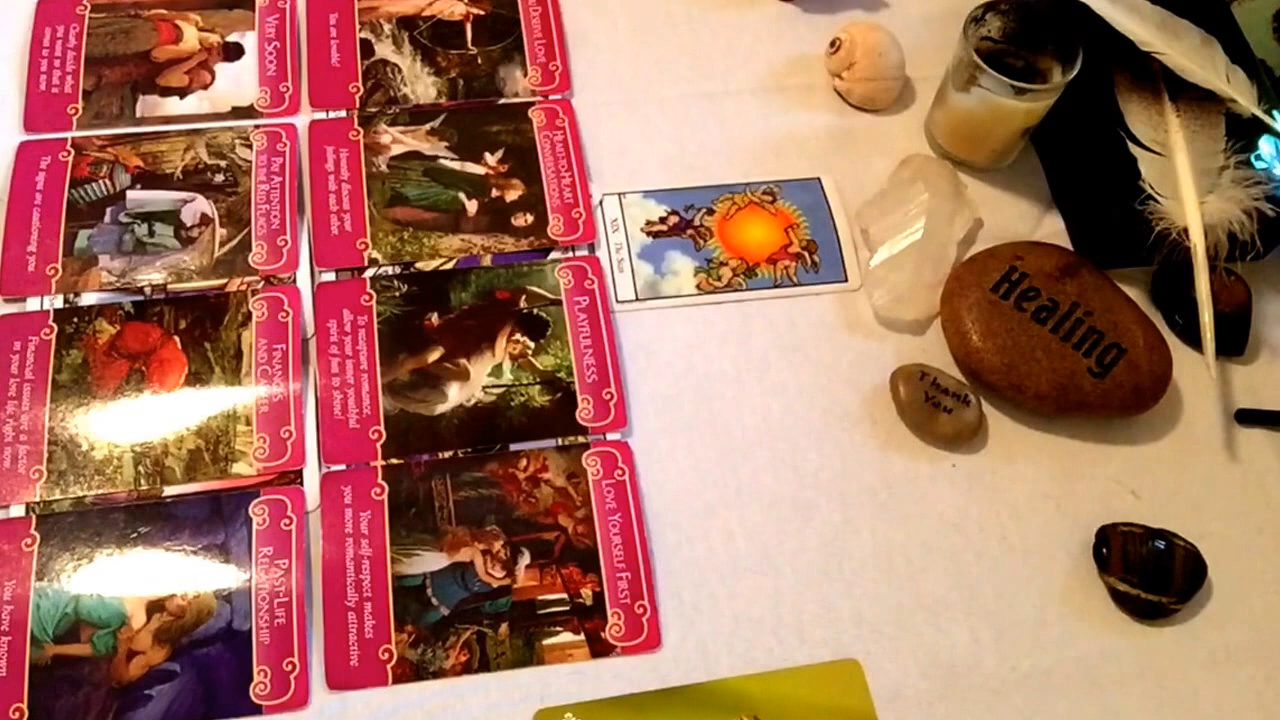 VERY SOON
Clearly decide what
you want so that it
comes to you now.
DESERVE LOVE
You are lovable!
PAY ATTENTION
TO THE RED FLAGS
The signs are cautioning you.
HEART-TO-HEART
CONVERSATIONS
Honestly discuss your
feelings with each other.
XIX The Sun
FINANCES
AND CAREER
Financial issues are a factor
in your love life right now.
PLAYFULNESS
To recapture romance,
allow your inner youthful
spirit of fun to shine!
PAST-LIFE
RELATIONSHIP
You have known
LOVE YOURSELF FIRST
Your self-respect makes
you more romantically attractive
Healing
Thank
You